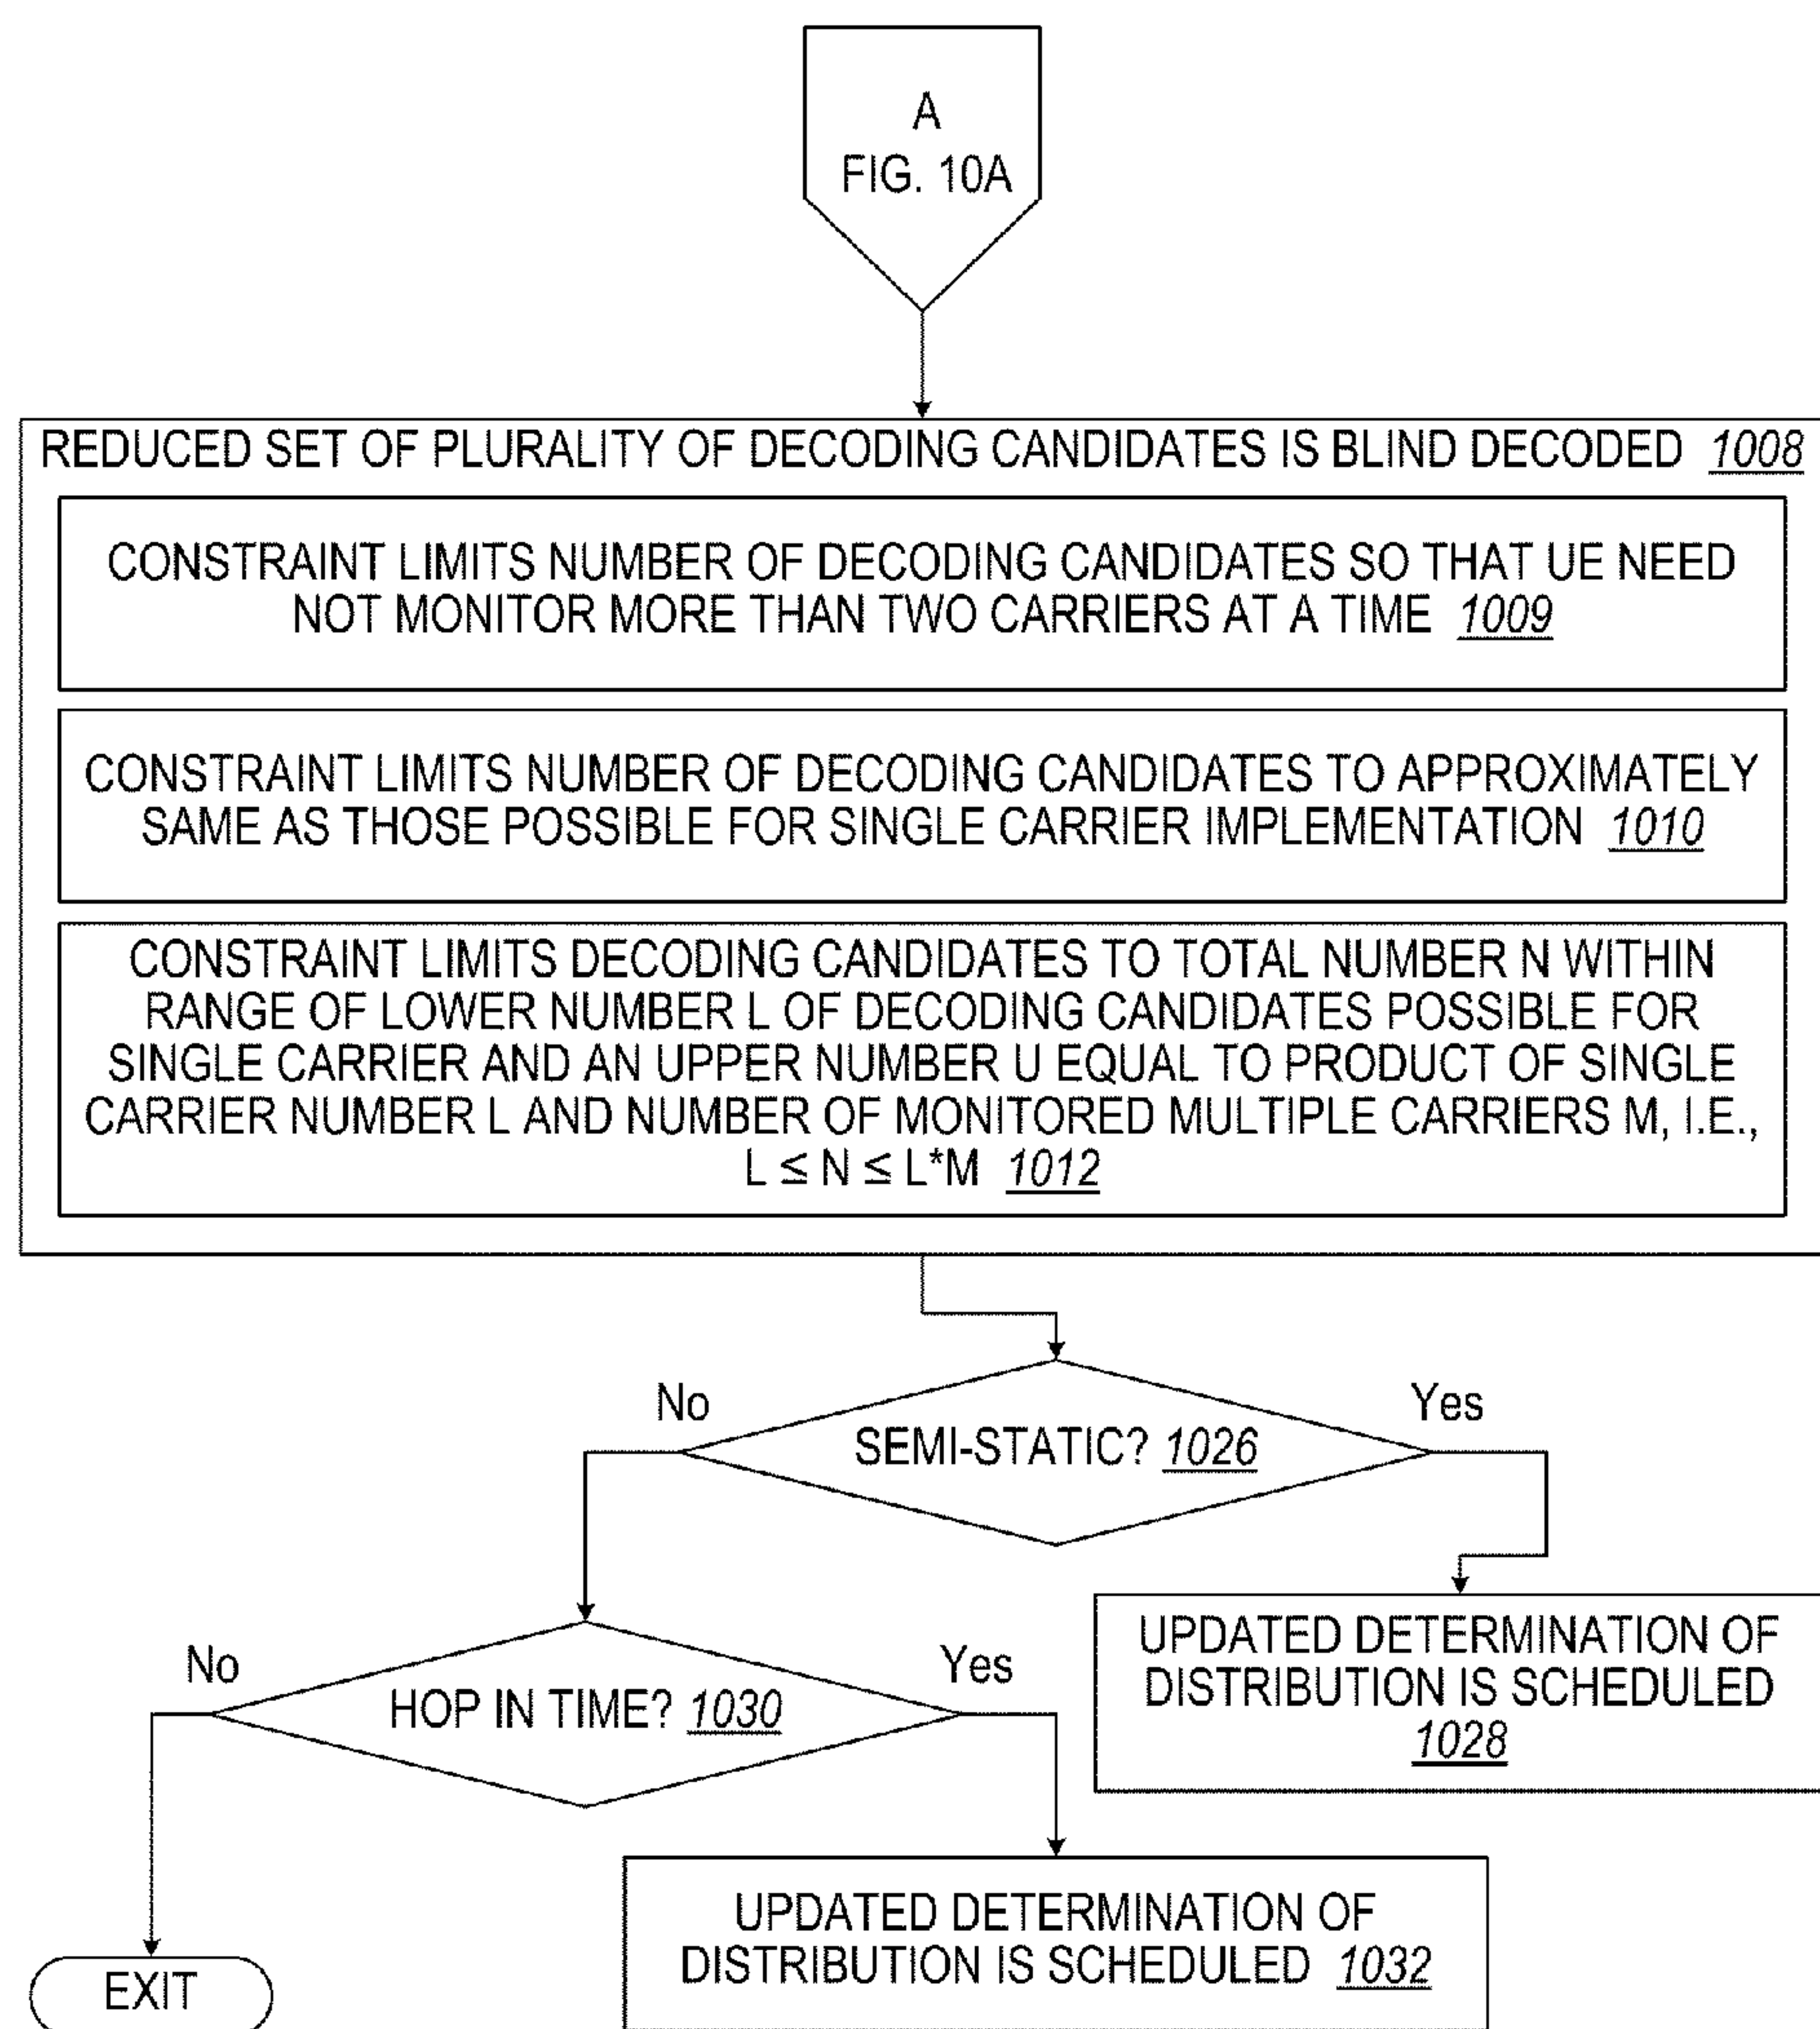 A
FIG. 10A
REDUCED SET OF PLURALITY OF DECODING CANDIDATES IS BLIND DECODED 1008
CONSTRAINT LIMITS NUMBER OF DECODING CANDIDATES SO THAT UE NEED
NOT MONITOR MORE THAN TWO CARRIERS AT A TIME 1009
CONSTRAINT LIMITS NUMBER OF DECODING CANDIDATES TO APPROXIMATELY
SAME AS THOSE POSSIBLE FOR SINGLE CARRIER IMPLEMENTATION 1010
CONSTRAINT LIMITS DECODING CANDIDATES TO TOTAL NUMBER N WITHIN
RANGE OF LOWER NUMBER L OF DECODING CANDIDATES POSSIBLE FOR
SINGLE CARRIER AND AN UPPER NUMBER U EQUAL TO PRODUCT OF SINGLE
CARRIER NUMBER L AND NUMBER OF MONITORED MULTIPLE CARRIERS M, I.E.,
L ≤ N ≤ L*M 1012
No
Yes
SEMI-STATIC? 1026
UPDATED DETERMINATION OF
DISTRIBUTION IS SCHEDULED
1028
No
Yes
HOP IN TIME? 1030
UPDATED DETERMINATION OF
DISTRIBUTION IS SCHEDULED 1032
EXIT